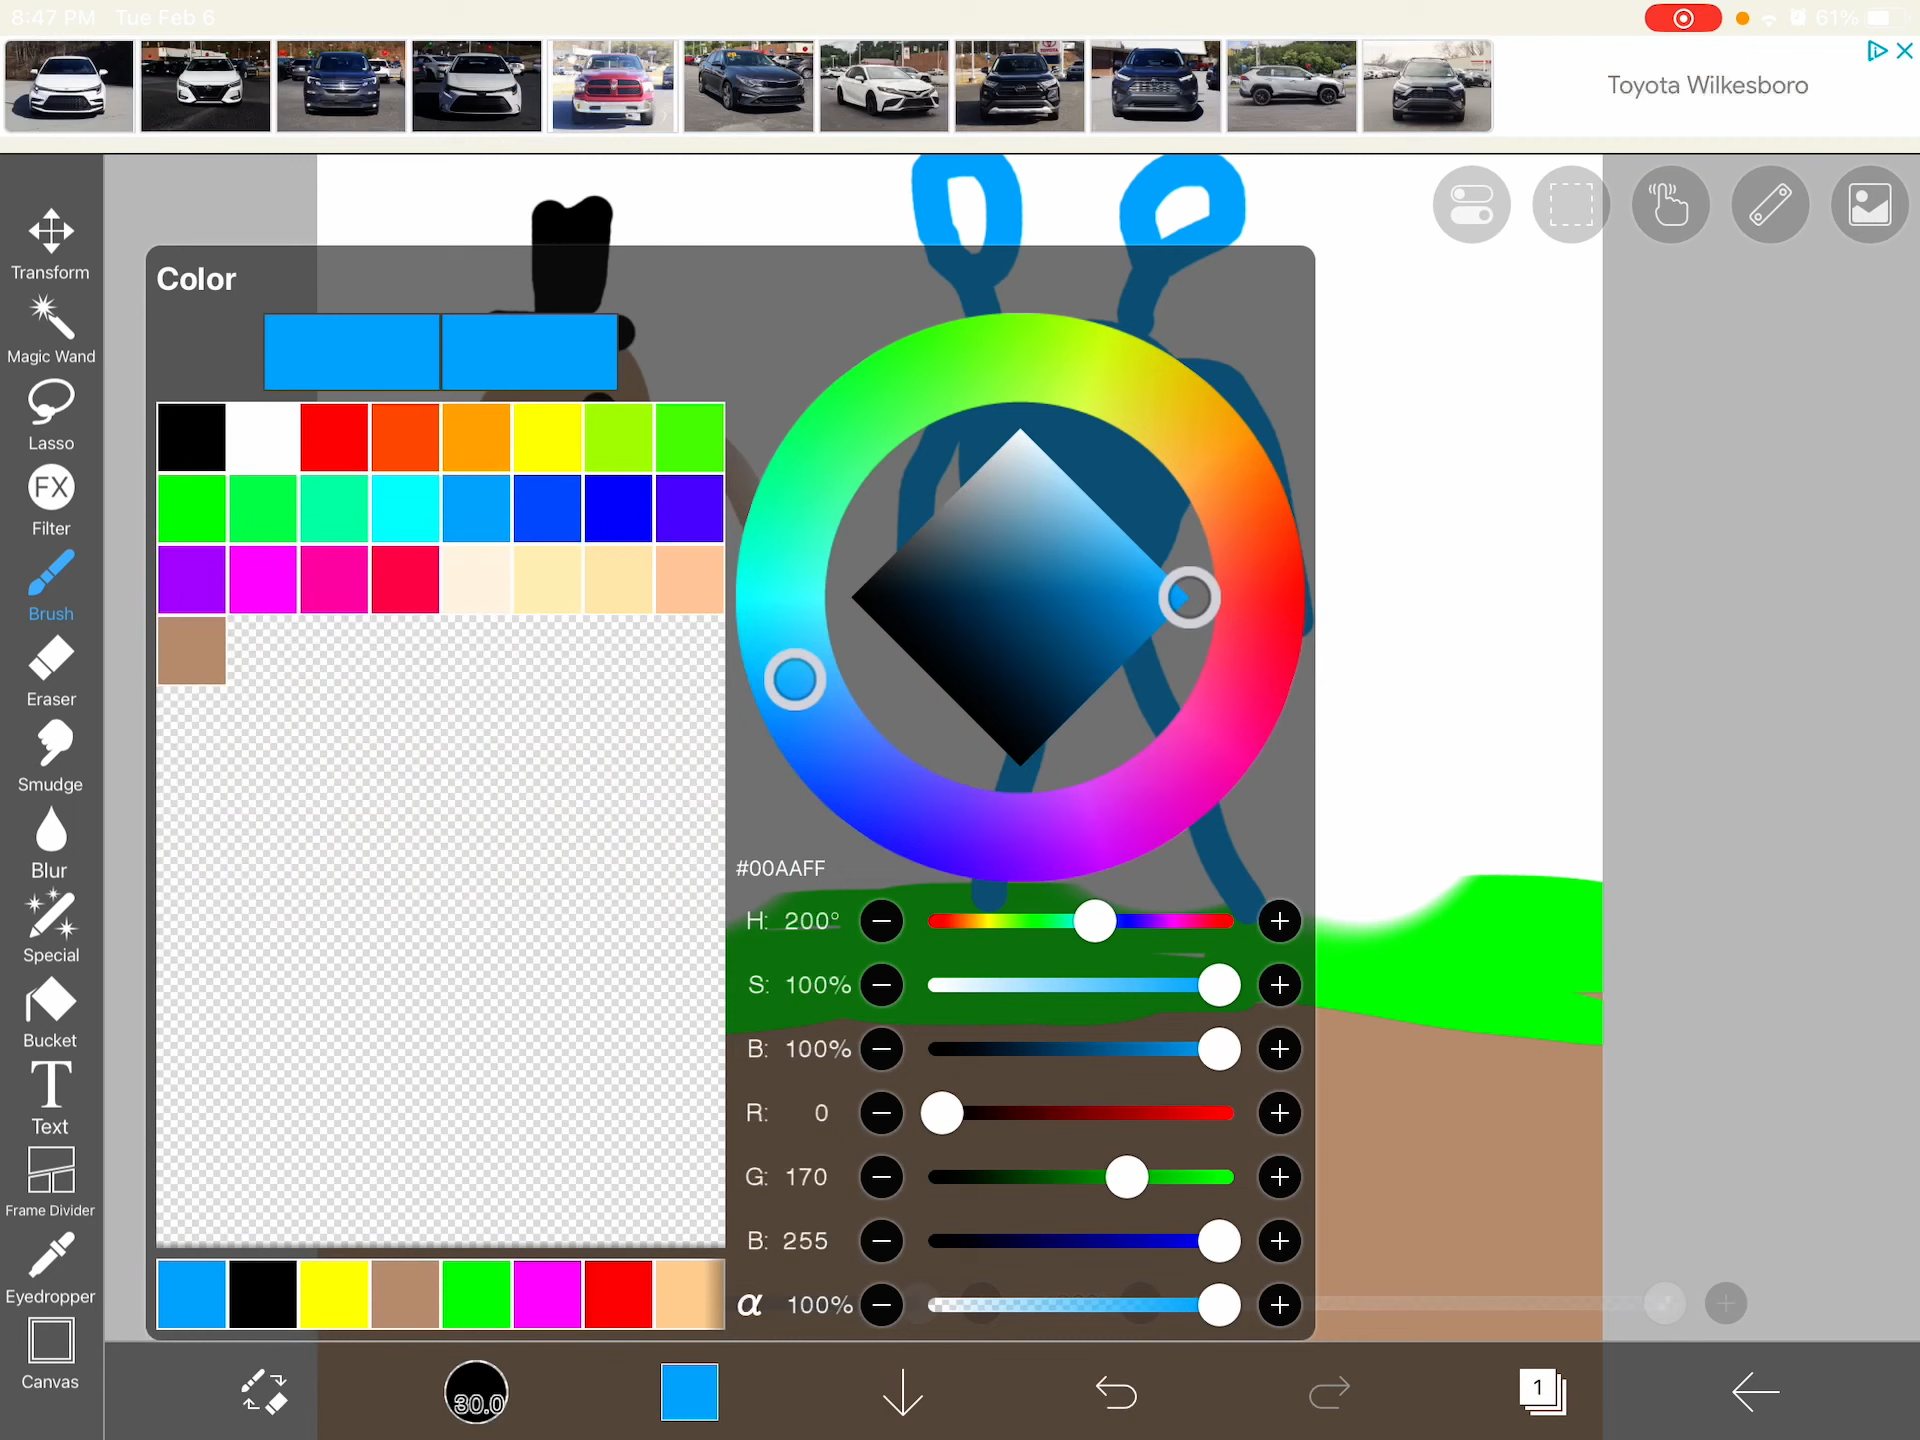 8:47 PM Tue Feb 6
61%
Toyota Wilkesboro
Transform
Magic Wand
Lasso
FX
Filter
Brush
Eraser
Smudge
Blur
Special
Bucket
T
Text
Frame Divider
Eyedropper
Canvas
Color
#00AAFF
H: 200°
S: 100%
B: 100%
R: 0
G: 170
B: 255
α 100%
30.0
1